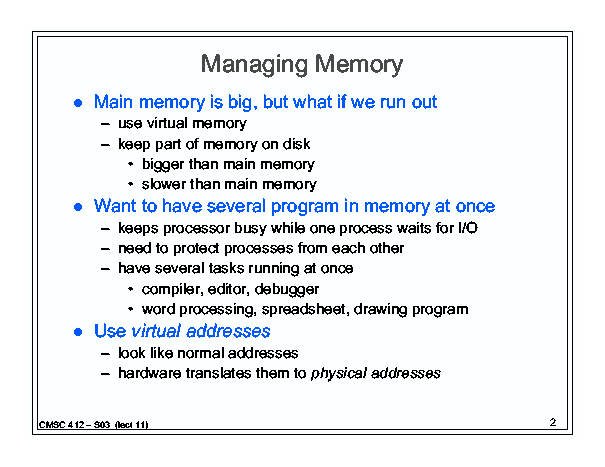 Managing Memory
● Main memory is big, but what if we run out
– use virtual memory
– keep part of memory on disk
• bigger than main memory
• slower than main memory
● Want to have several program in memory at once
– keeps processor busy while one process waits for I/O
– need to protect processes from each other
– have several tasks running at once
• compiler, editor, debugger
• word processing, spreadsheet, drawing program
● Use virtual addresses
– look like normal addresses
– hardware translates them to physical addresses
CMSC 412 – S03 (lect 11)
2